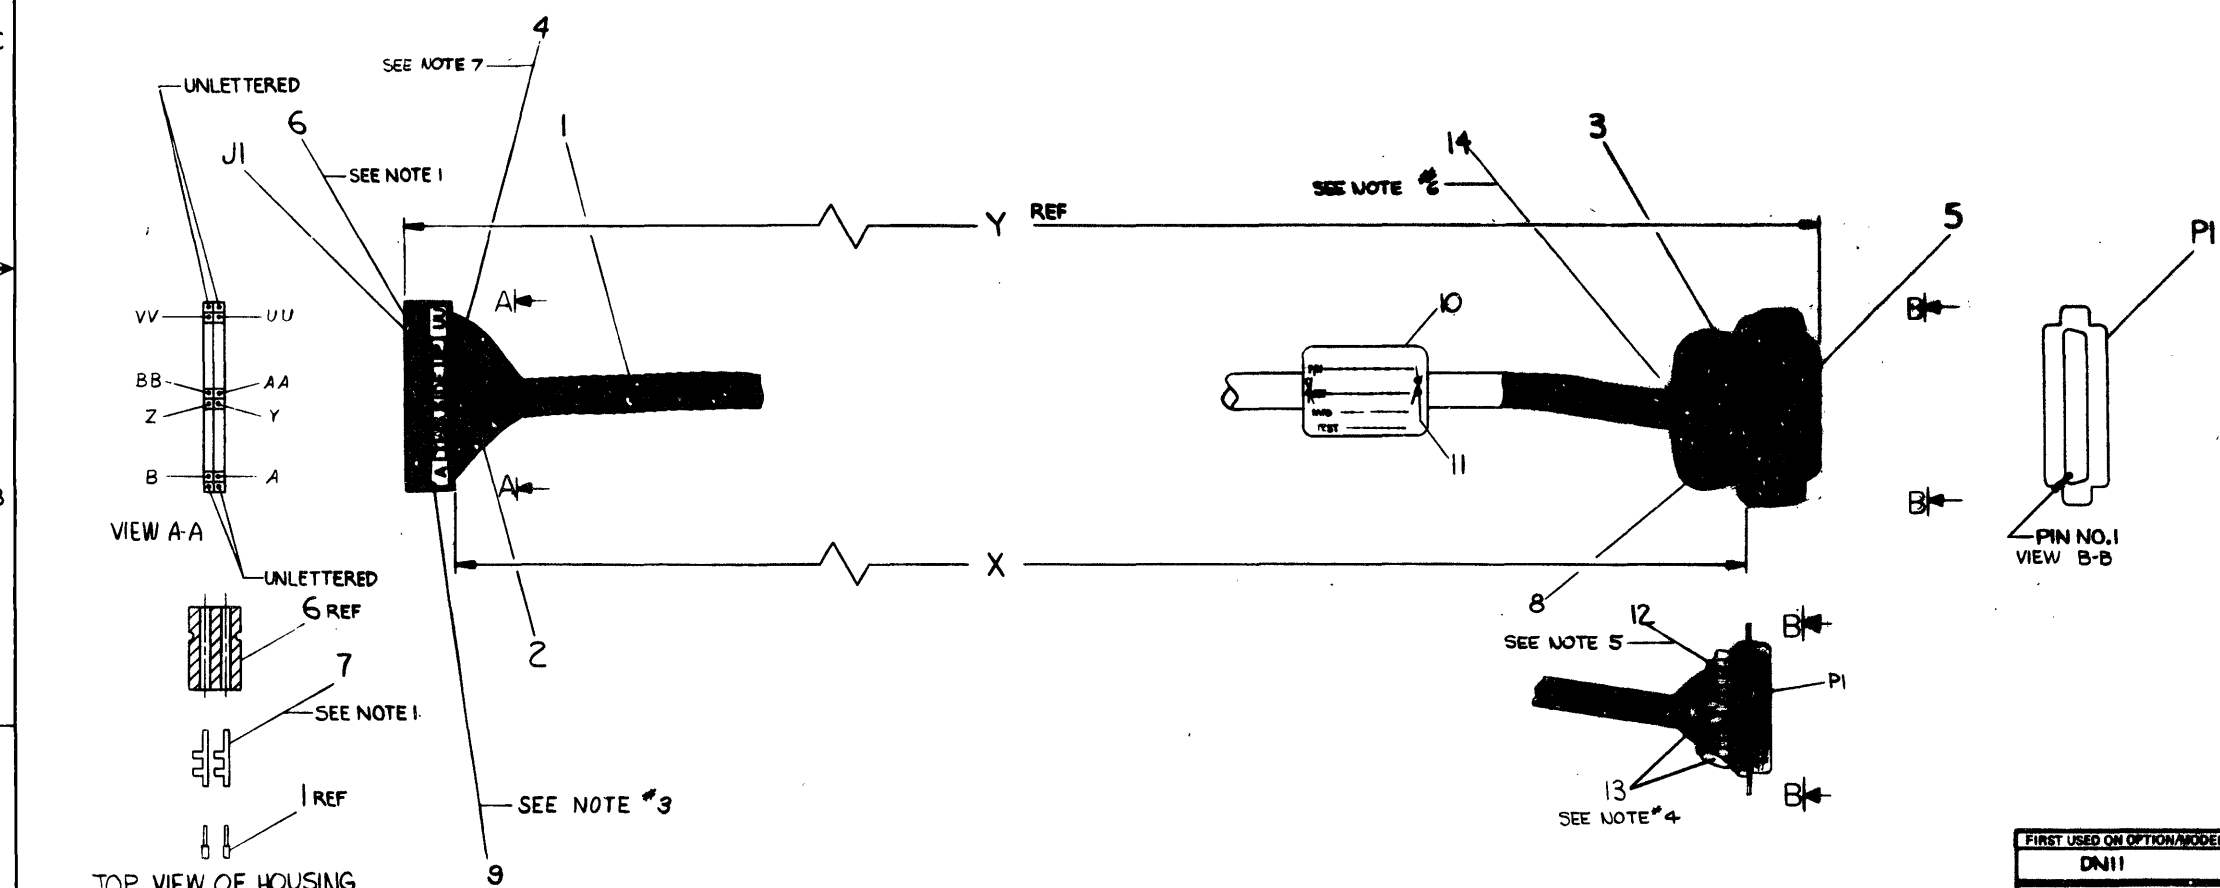 4
SEE NOTE 7
UNLETTERED
6
1
J1
SEE NOTE 1
14
3
SEE NOTE #6
Y REF
5
P1
A
10
B
VV
UU
BB
AA
Z
Y
B
A
A UU
P/N
TEST
11
A
B
VIEW A-A
PIN NO.1
VIEW B-B
X
UNLETTERED
6 REF
8
12
SEE NOTE 5
B
2
7
SEE NOTE 1.
P1
1 REF
SEE NOTE #3
13
SEE NOTE #4
B
9
TOP VIEW OF HOUSING
FIRST USED ON OPTION/MODEL
DN11